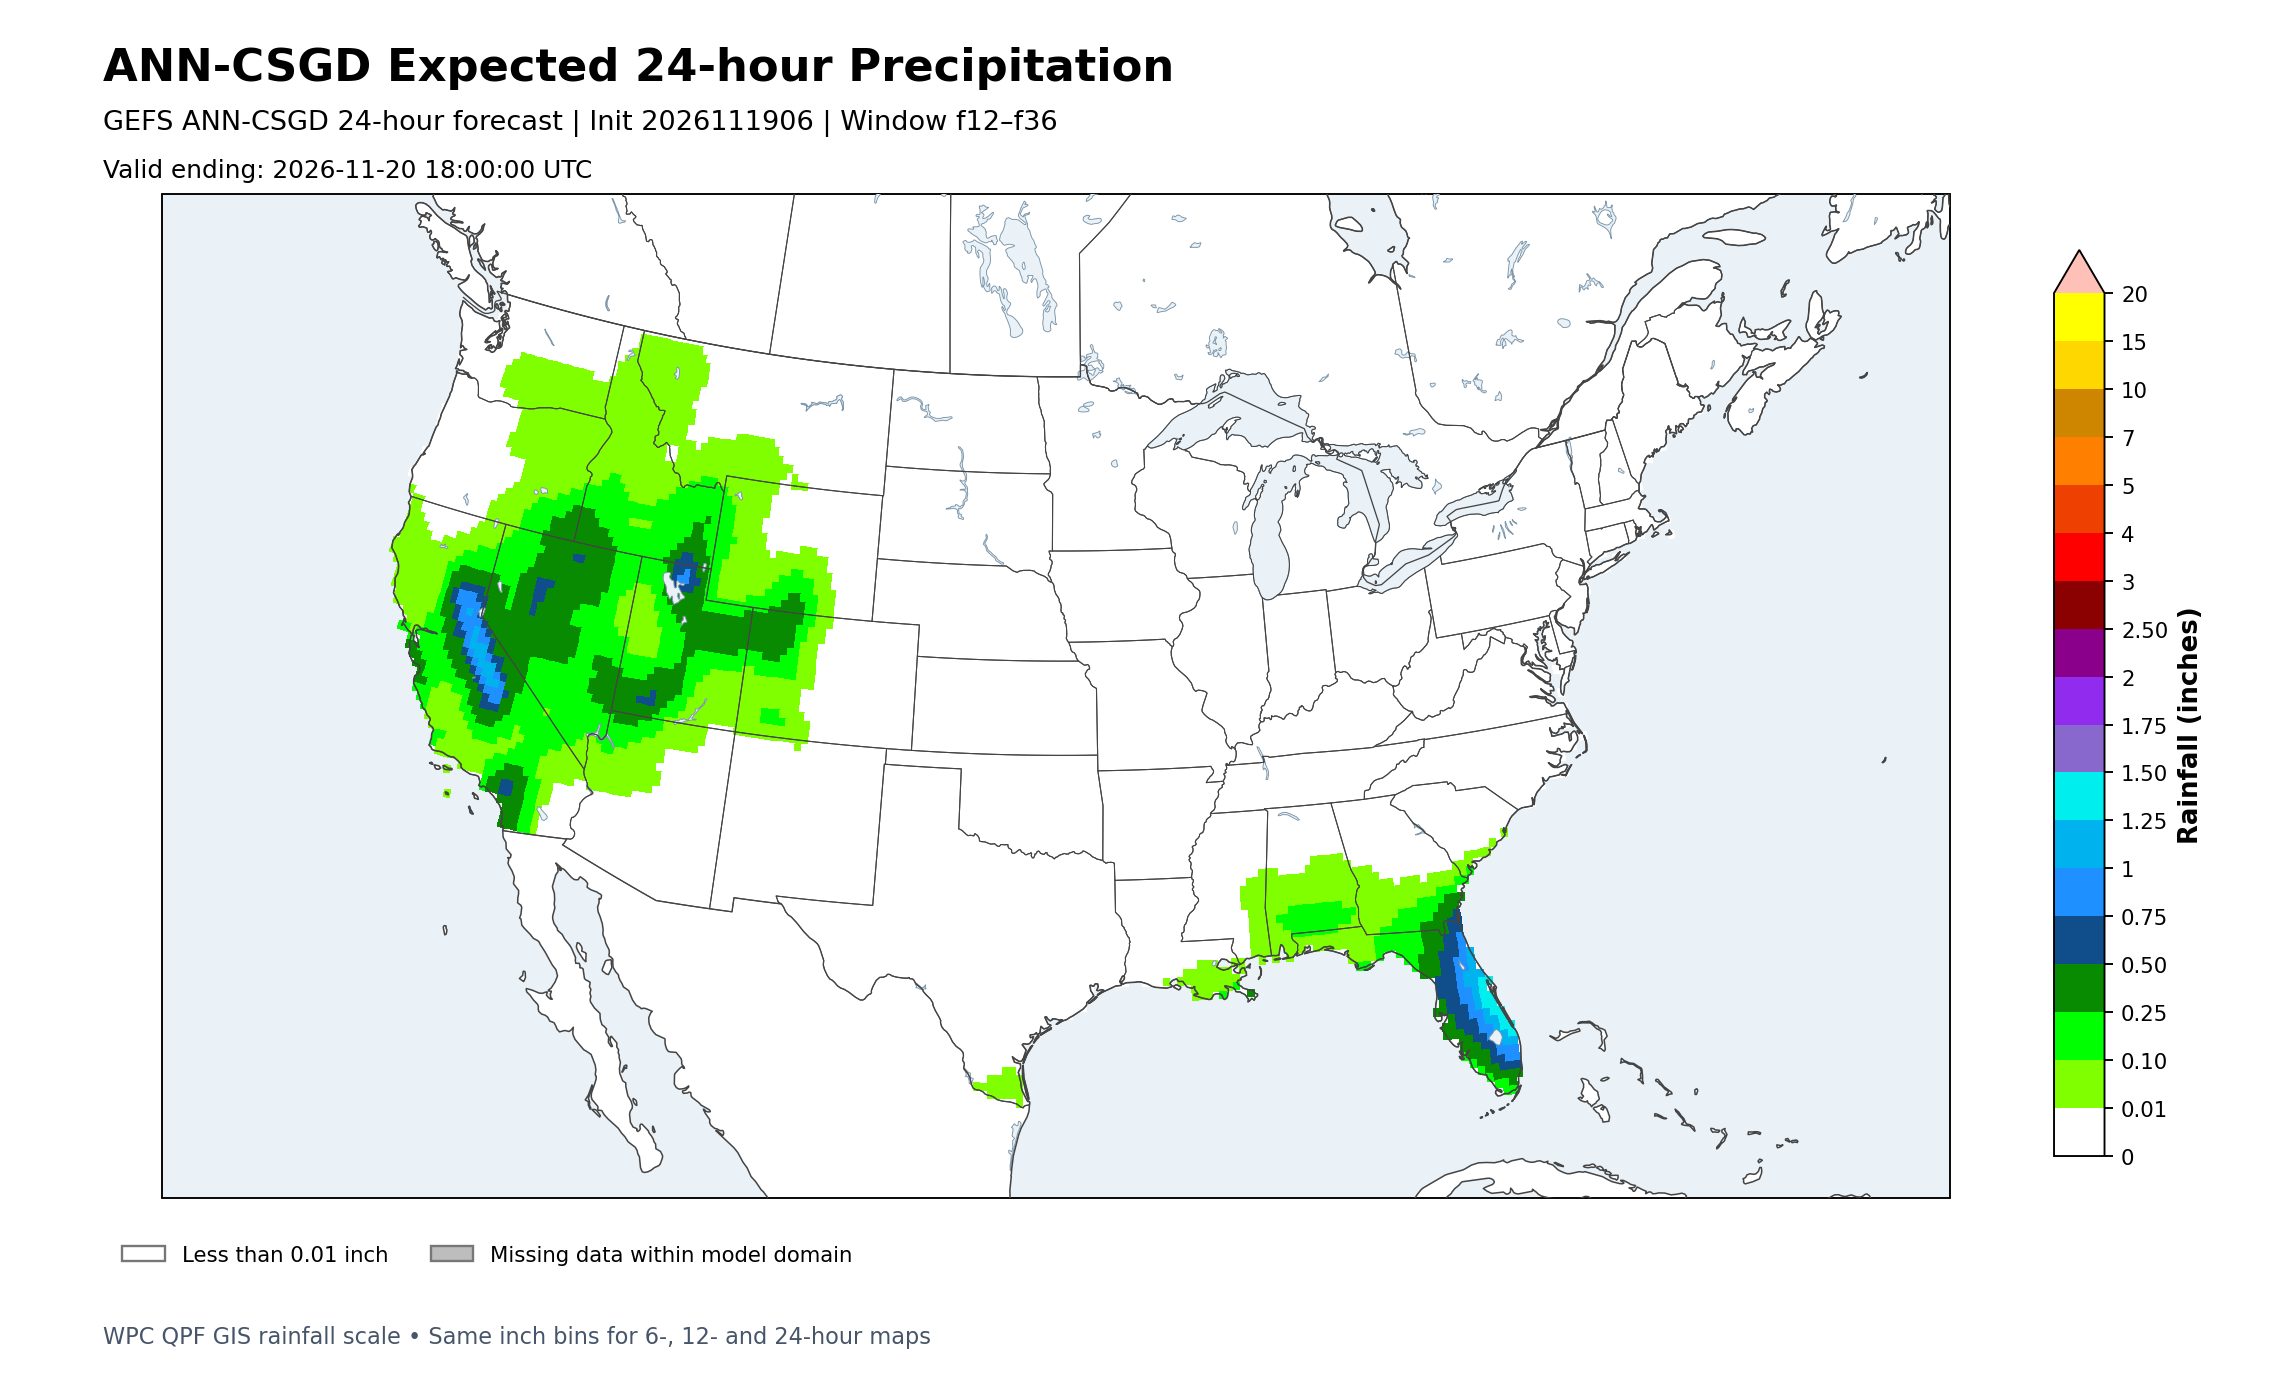 ANN-CSGD Expected 24-hour Precipitation
GEFS ANN-CSGD 24-hour forecast | Init 2026111906 | Window f12–f36
Valid ending: 2026-11-20 18:00:00 UTC
20
15
10
7
5
4
3
2.50
2
1.75
1.50
1.25
1
0.75
0.50
0.25
0.10
0.01
0
Rainfall (inches)
Less than 0.01 inch
Missing data within model domain
WPC QPF GIS rainfall scale • Same inch bins for 6-, 12- and 24-hour maps